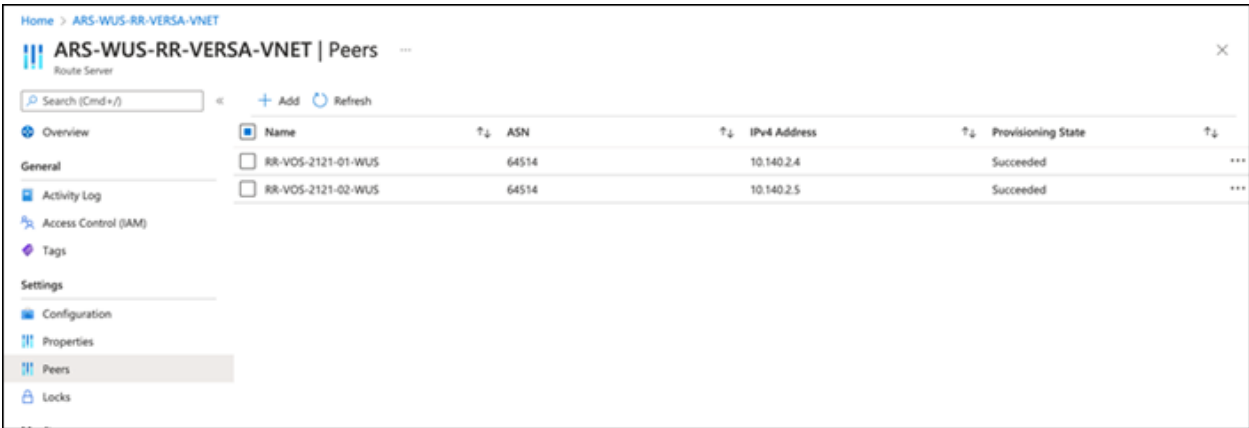 Home > ARS-WUS-RR-VERSA-VNET
ARS-WUS-RR-VERSA-VNET | Peers ...
Route Server
Search (Cmd+/)
+ Add Refresh
Overview
Name ASN IPv4 Address Provisioning State
General
RR-VOS-2121-01-WUS 64514 10.140.2.4 Succeeded
RR-VOS-2121-02-WUS 64514 10.140.2.5 Succeeded
Activity Log
Access Control (IAM)
Tags
Settings
Configuration
Properties
Peers
Locks